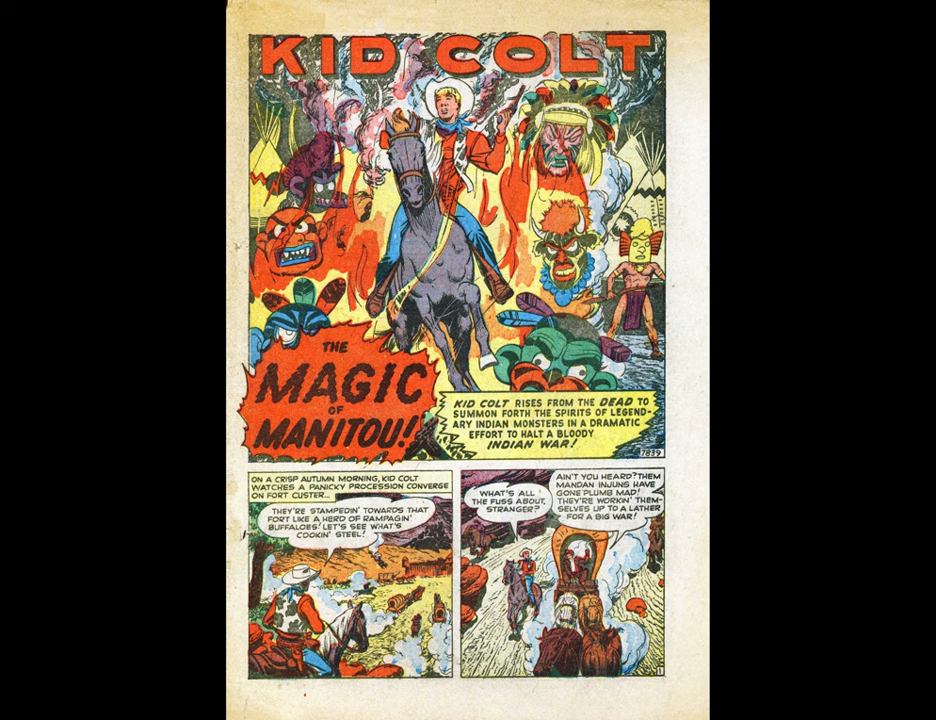 KID COLT
THE
MAGIC
OF
MANITOU!
KID COLT RISES FROM THE DEAD TO
SUMMON FORTH THE SPIRITS OF LEGEND-
ARY INDIAN MONSTERS IN A DRAMATIC
EFFORT TO HALT A BLOODY
INDIAN WAR!
7839
ON A CRISP AUTUMN MORNING, KID COLT
WATCHES A PANICKY PROCESSION CONVERGE
ON FORT CUSTER...
THEY'RE STAMPEDIN' TOWARDS THAT
FORT LIKE A HERD OF RAMPAGIN'
BUFFALOES! LET'S SEE WHAT'S
COOKIN' STEEL!
WHAT'S ALL
THE FUSS ABOUT,
STRANGER?
AIN'T YOU HEARD? THEM
MANDAN INJUNS HAVE
GONE PLUMB MAD!
THEY'RE WORKIN' THEM-
SELVES UP TO A LATHER
FOR A BIG WAR!
1